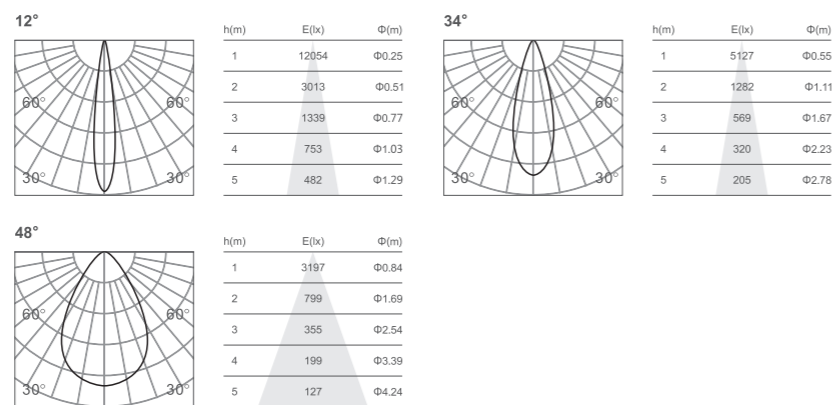 12°
60° 60°
30° 30°
h(m) E(lx) Φ(m)
1 12054 Φ0.25
2 3013 Φ0.51
3 1339 Φ0.77
4 753 Φ1.03
5 482 Φ1.29
34°
60° 60°
30° 30°
h(m) E(lx) Φ(m)
1 5127 Φ0.55
2 1282 Φ1.11
3 569 Φ1.67
4 320 Φ2.23
5 205 Φ2.78
48°
60° 60°
30° 30°
h(m) E(lx) Φ(m)
1 3197 Φ0.84
2 799 Φ1.69
3 355 Φ2.54
4 199 Φ3.39
5 127 Φ4.24